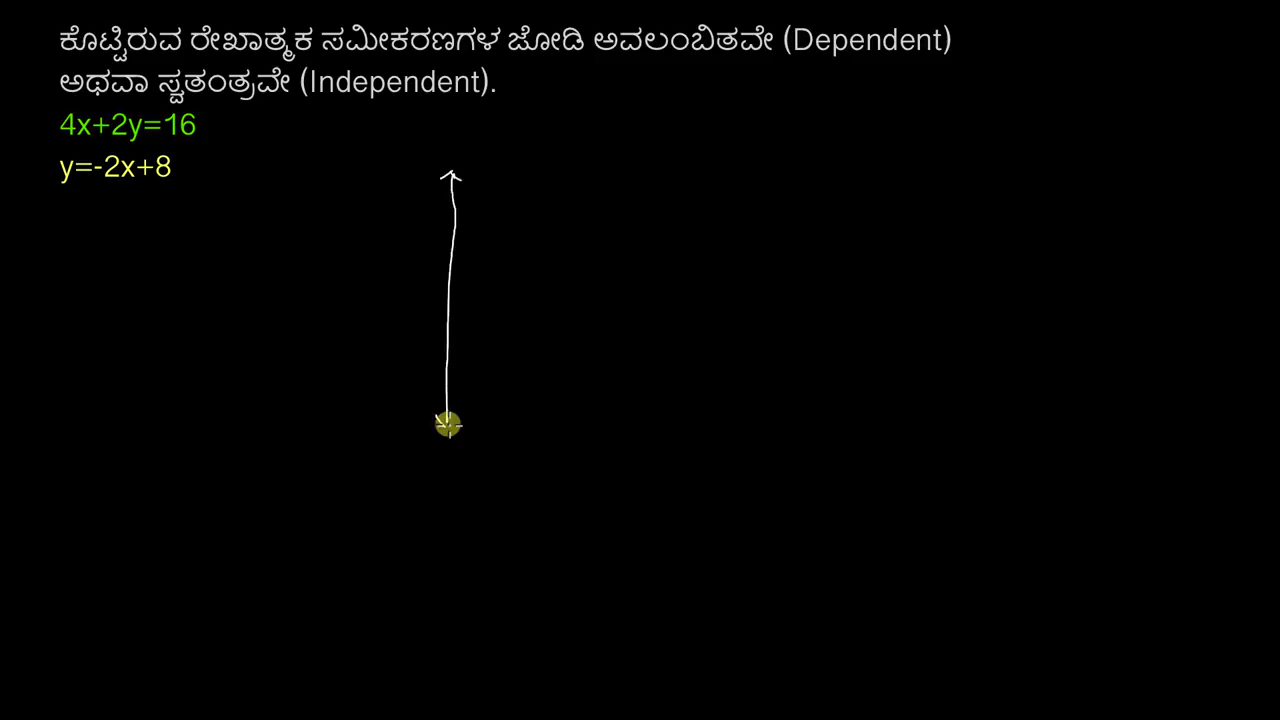 ಕೊಟ್ಟಿರುವ ರೇಖಾತ್ಮಕ ಸಮೀಕರಣಗಳ ಜೋಡಿ ಅವಲಂಬಿತವೇ (Dependent)
ಅಥವಾ ಸ್ವತಂತ್ರವೇ (Independent).
4x+2y=16
y=-2x+8